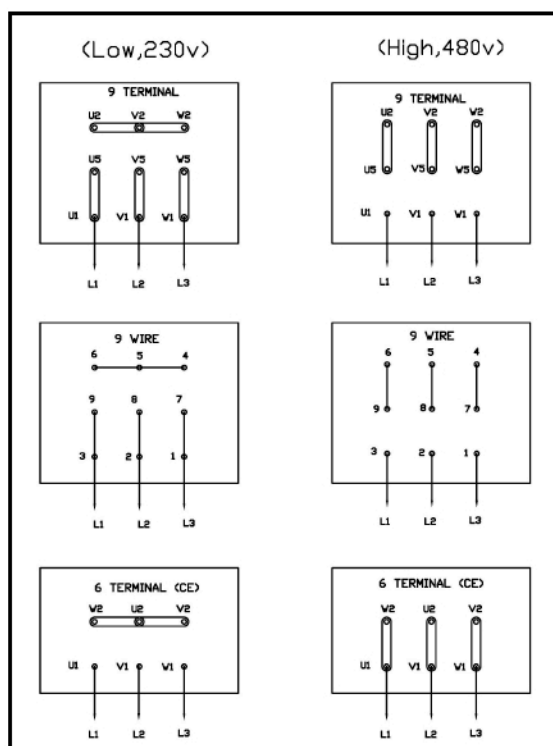 (Low,230v)
(High,480v)
9 TERMINAL
U2 V2 W2
U5 V5 W5
U1 V1 W1
L1 L2 L3
9 TERMINAL
U2 V2 W2
U5 V5 W5
U1 V1 W1
L1 L2 L3
9 WIRE
6 5 4
9 8 7
3 2 1
L1 L2 L3
9 WIRE
6 5 4
9 8 7
3 2 1
L1 L2 L3
6 TERMINAL (CE)
W2 U2 V2
U1 V1 W1
L1 L2 L3
6 TERMINAL (CE)
W2 U2 V2
U1 V1 W1
L1 L2 L3